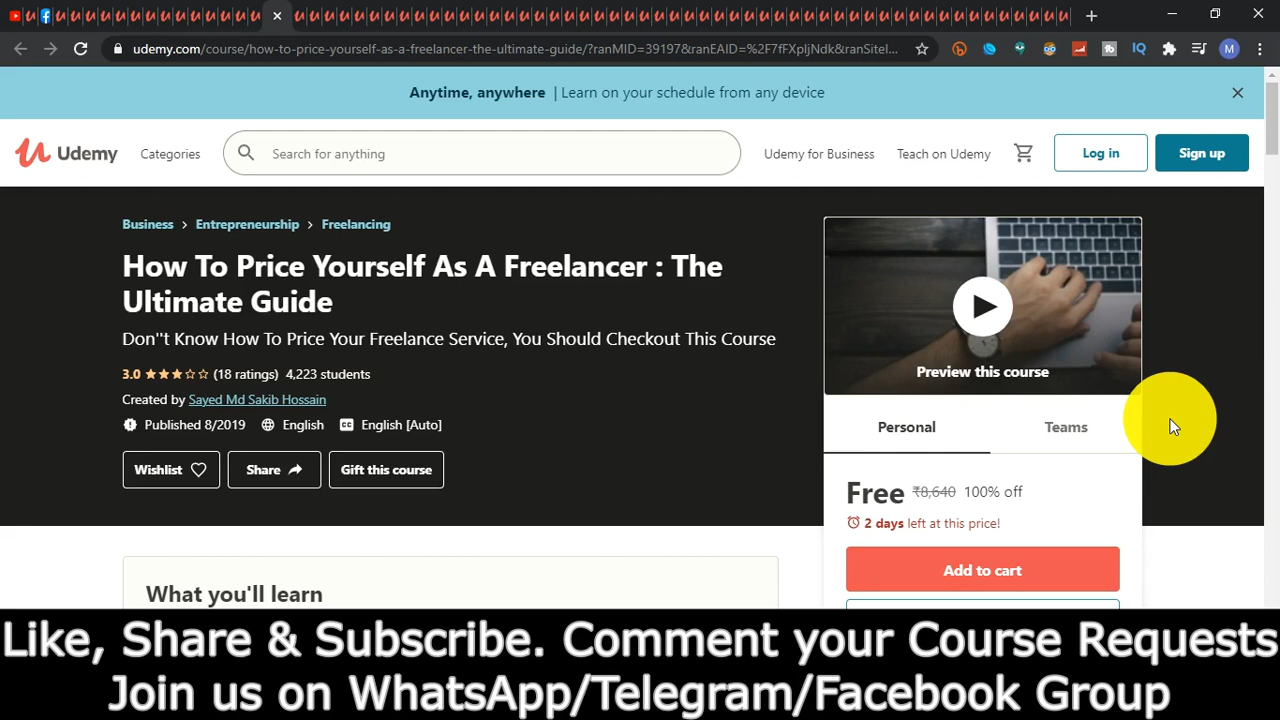 udemy.com/course/how-to-price-yourself-as-a-freelancer-the-ultimate-guide/?ranMID=39197&ranEAID=%2F7fFXpljNdk&ranSitel...
IQ
M
Anytime, anywhere | Learn on your schedule from any device
Udemy
Categories
Search for anything
Udemy for Business
Teach on Udemy
Log in
Sign up
Business > Entrepreneurship > Freelancing
How To Price Yourself As A Freelancer : The
Ultimate Guide
Don''t Know How To Price Your Freelance Service, You Should Checkout This Course
3.0 (18 ratings) 4,223 students
Created by Sayed Md Sakib Hossain
Published 8/2019 English CC English [Auto]
Wishlist
Share
Gift this course
Preview this course
Personal
Teams
Free ₹8,640 100% off
2 days left at this price!
Add to cart
What you'll learn
Like, Share & Subscribe. Comment your Course Requests
Join us on WhatsApp/Telegram/Facebook Group